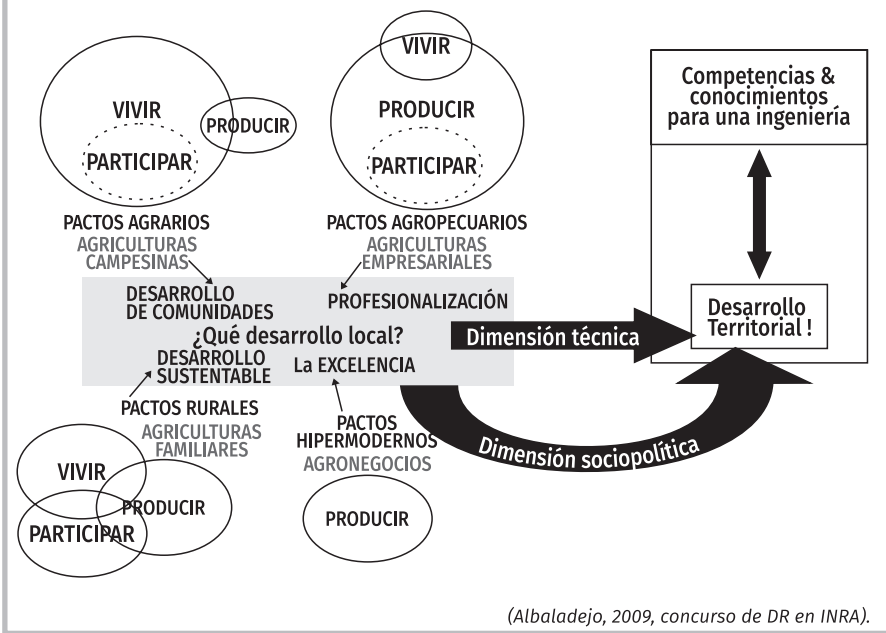 VIVIR
PRODUCIR
PARTICIPAR
PACTOS AGRARIOS
AGRICULTURAS
CAMPESINAS
VIVIR
PRODUCIR
PARTICIPAR
PACTOS AGROPECUARIOS
AGRICULTURAS
EMPRESARIALES
Competencias &
conocimientos
para una ingeniería
DESARROLLO
DE COMUNIDADES
PROFESIONALIZACIÓN
¿Qué desarrollo local?
DESARROLLO
SUSTENTABLE
La EXCELENCIA
Dimensión técnica
Desarrollo
Territorial !
Dimensión sociopolítica
PACTOS RURALES
AGRICULTURAS
FAMILIARES
VIVIR
PRODUCIR
PARTICIPAR
PACTOS
HIPERMODERNOS
AGRONEGOCIOS
PRODUCIR
(Albaladejo, 2009, concurso de DR en INRA).